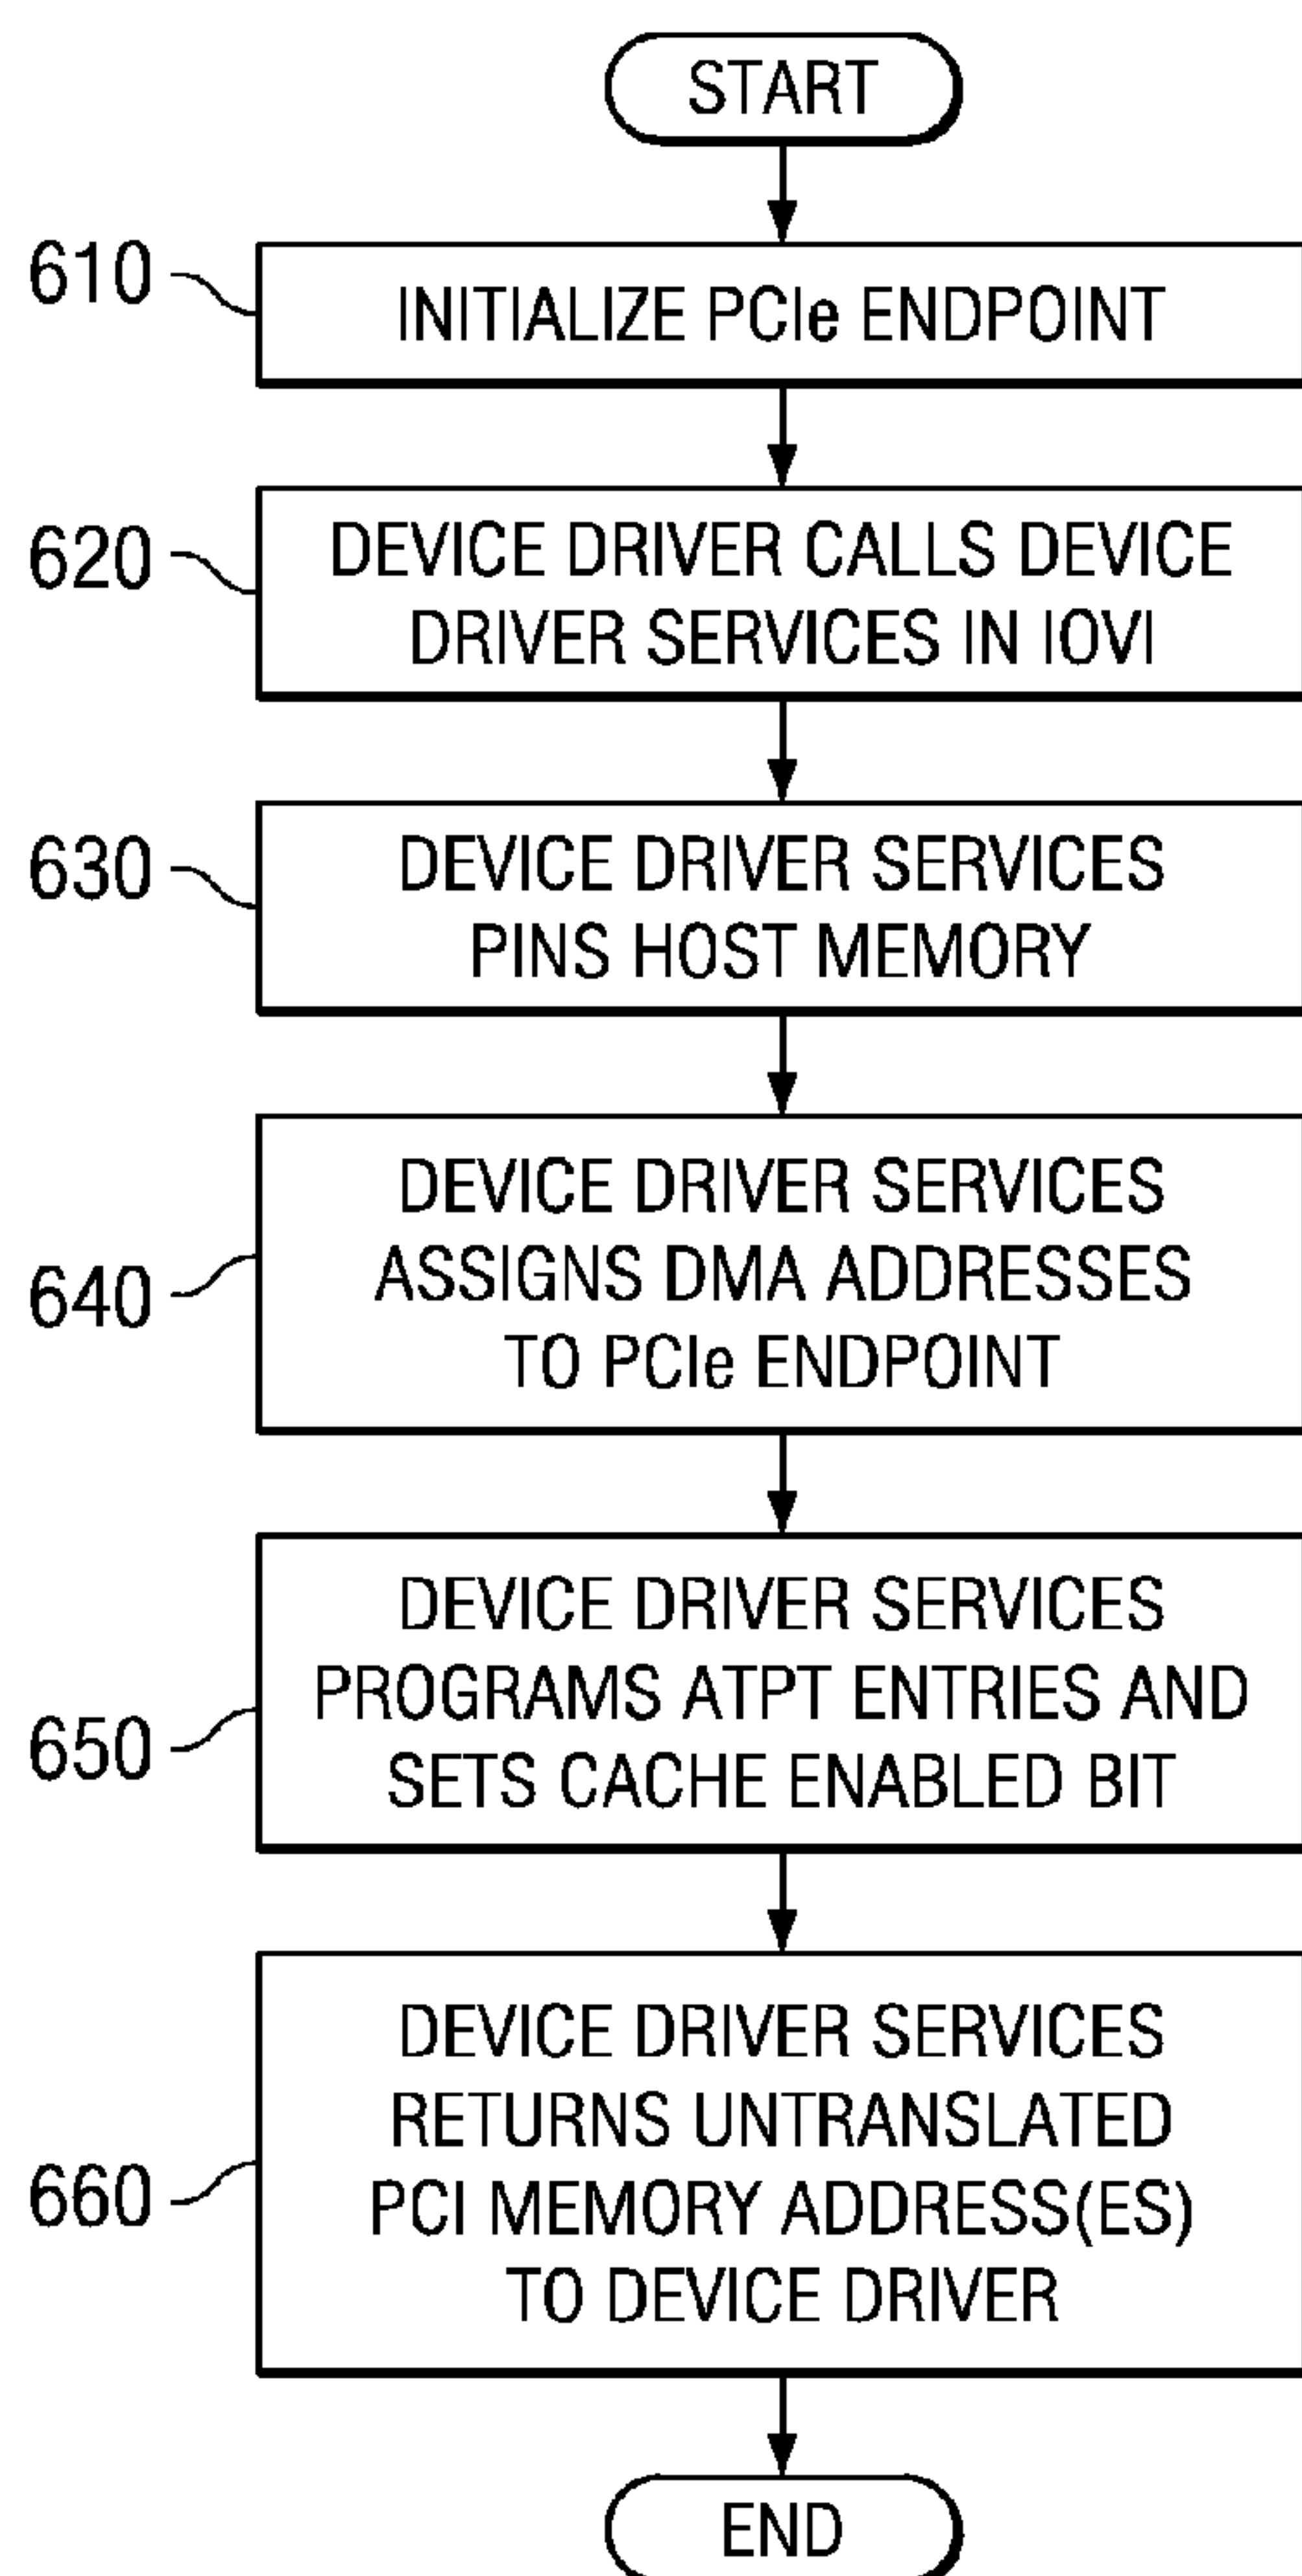 START
610
INITIALIZE PCIe ENDPOINT
620
DEVICE DRIVER CALLS DEVICE
DRIVER SERVICES IN IOVI
630
DEVICE DRIVER SERVICES
PINS HOST MEMORY
640
DEVICE DRIVER SERVICES
ASSIGNS DMA ADDRESSES
TO PCIe ENDPOINT
650
DEVICE DRIVER SERVICES
PROGRAMS ATPT ENTRIES AND
SETS CACHE ENABLED BIT
660
DEVICE DRIVER SERVICES
RETURNS UNTRANSLATED
PCI MEMORY ADDRESS(ES)
TO DEVICE DRIVER
END